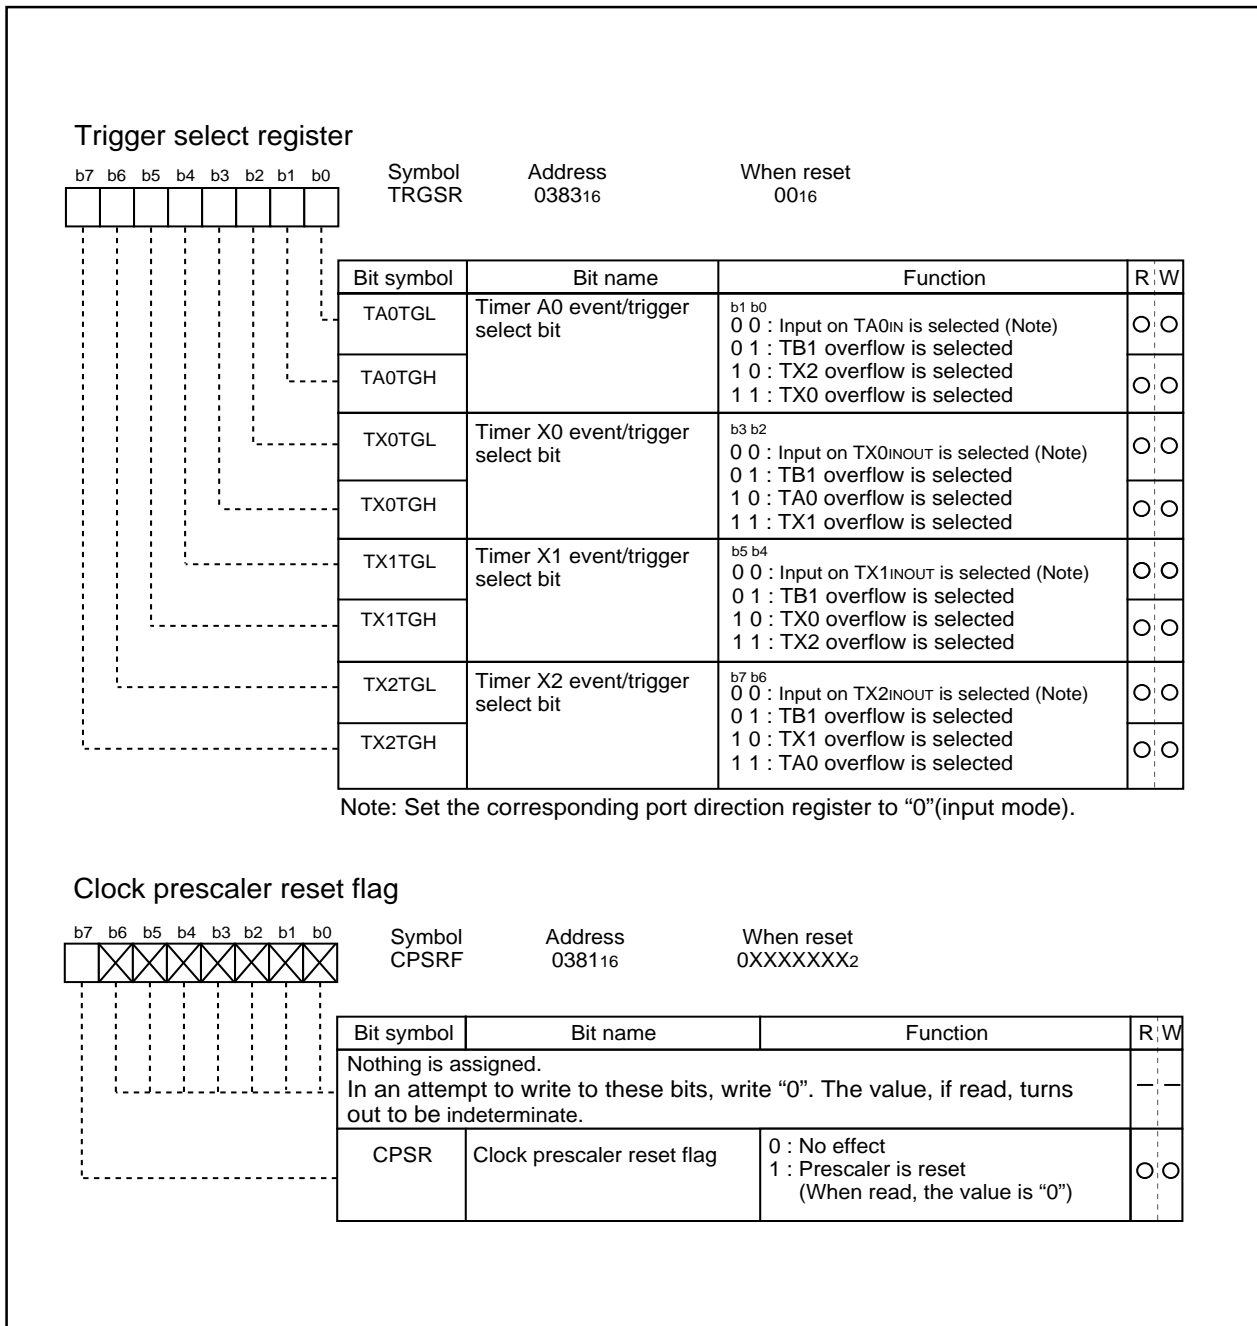 Trigger select register
b7 b6 b5 b4 b3 b2 b1 b0
Symbol Address When reset
TRGSR 038316 0016
Bit symbol Bit name Function R W
TA0TGL Timer A0 event/trigger select bit
TA0TGH
b1 b0
0 0 : Input on TA0IN is selected (Note)
0 1 : TB1 overflow is selected
1 0 : TX2 overflow is selected
1 1 : TX0 overflow is selected
TX0TGL Timer X0 event/trigger select bit
TX0TGH
b3 b2
0 0 : Input on TX0INOUT is selected (Note)
0 1 : TB1 overflow is selected
1 0 : TA0 overflow is selected
1 1 : TX1 overflow is selected
TX1TGL Timer X1 event/trigger select bit
TX1TGH
b5 b4
0 0 : Input on TX1INOUT is selected (Note)
0 1 : TB1 overflow is selected
1 0 : TX0 overflow is selected
1 1 : TX2 overflow is selected
TX2TGL Timer X2 event/trigger select bit
TX2TGH
b7 b6
0 0 : Input on TX2INOUT is selected (Note)
0 1 : TB1 overflow is selected
1 0 : TX1 overflow is selected
1 1 : TA0 overflow is selected
Note: Set the corresponding port direction register to “0”(input mode).
Clock prescaler reset flag
b7 b6 b5 b4 b3 b2 b1 b0
Symbol Address When reset
CPSRF 038116 0XXXXXXX2
Bit symbol Bit name Function R W
Nothing is assigned.
In an attempt to write to these bits, write “0”. The value, if read, turns
out to be indeterminate.
— —
CPSR Clock prescaler reset flag
0 : No effect
1 : Prescaler is reset
(When read, the value is “0”)